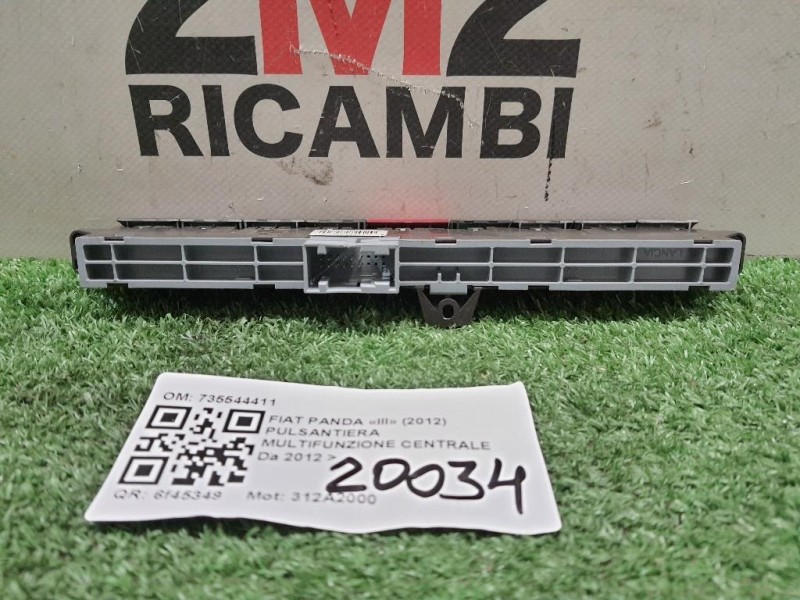 2M2
RICAMBI
OM: 735544411
FIAT PANDA «III» (2012)
PULSANTIERA
MULTIFUNZIONE CENTRALE
Da 2012 >
20034
QR: 6f45349
Mot: 312A2000